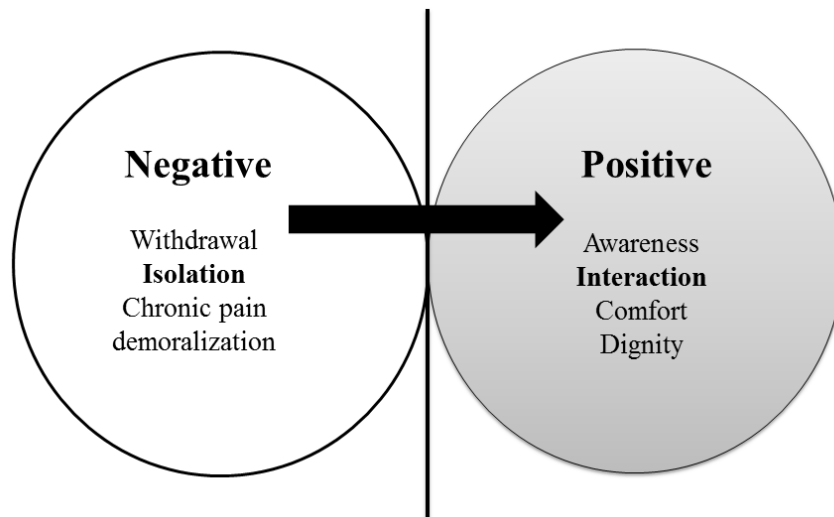 Negative
Withdrawal
Isolation
Chronic pain
demoralization
Positive
Awareness
Interaction
Comfort
Dignity